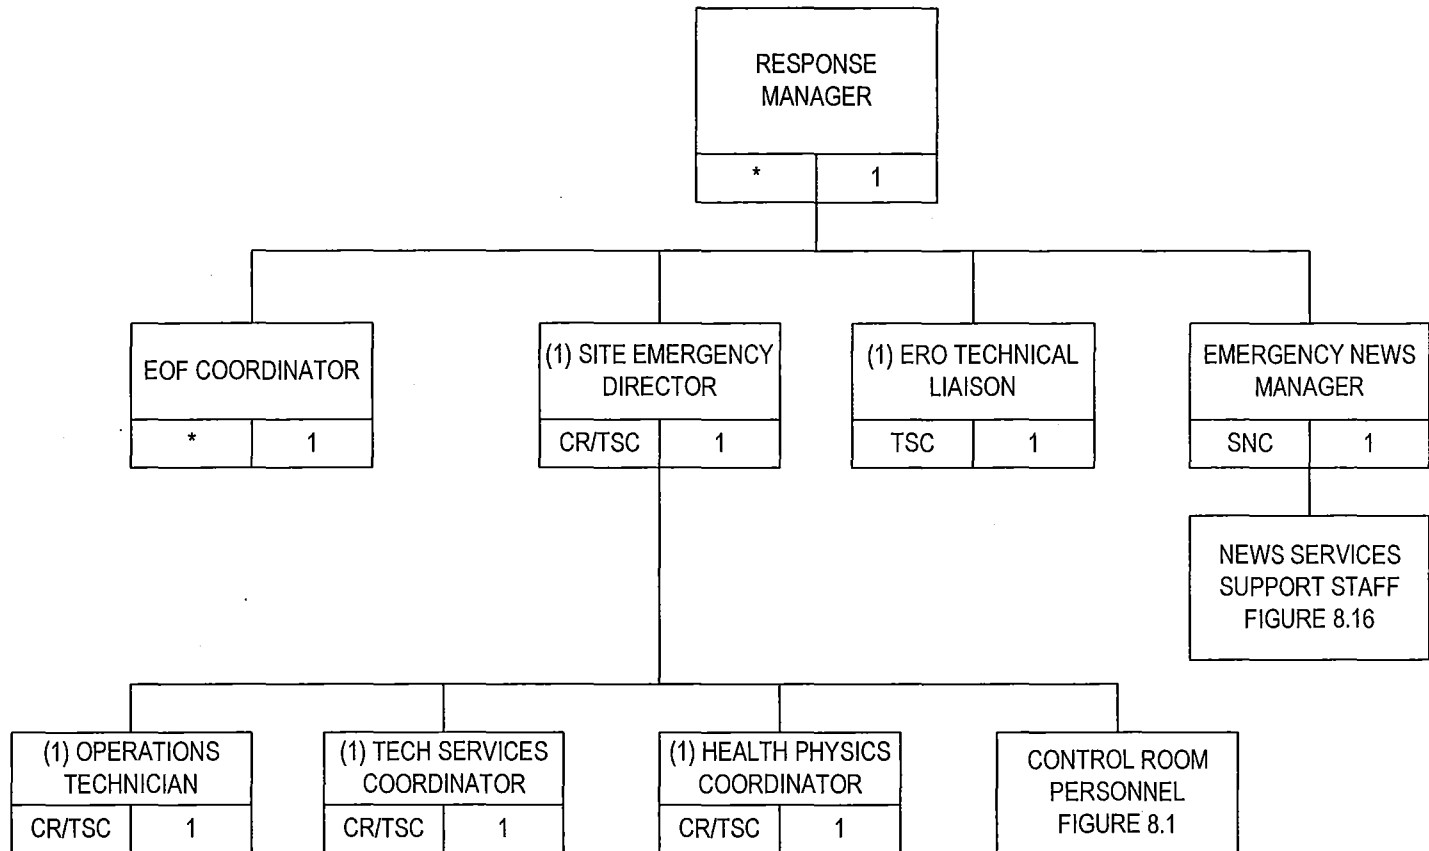 RESPONSE
MANAGER
* 1
EOF COORDINATOR
* 1
(1) SITE EMERGENCY
DIRECTOR
CR/TSC 1
(1) ERO TECHNICAL
LIAISON
TSC 1
EMERGENCY NEWS
MANAGER
SNC 1
NEWS SERVICES
SUPPORT STAFF
FIGURE 8.16
(1) OPERATIONS
TECHNICIAN
CR/TSC 1
(1) TECH SERVICES
COORDINATOR
CR/TSC 1
(1) HEALTH PHYSICS
COORDINATOR
CR/TSC 1
CONTROL ROOM
PERSONNEL
FIGURE 8.1